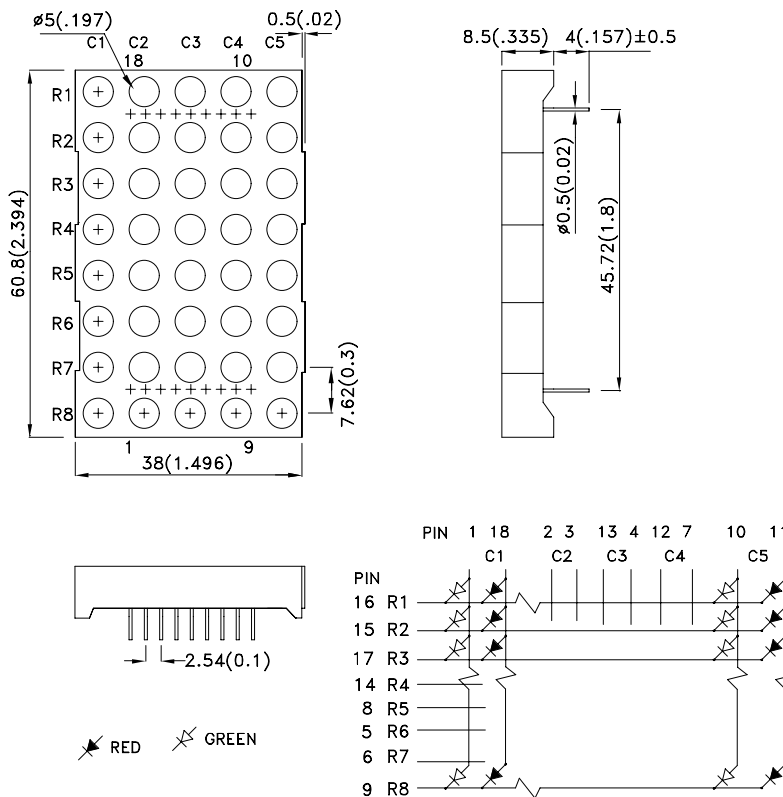 ø5(.197)
0.5(.02)
C1 C2 C3 C4 C5
18 10
R1
R2
R3
R4
R5
R6
R7
R8
60.8(2.394)
7.62(0.3)
1 9
38(1.496)
8.5(.335) 4(.157)±0.5
ø0.5(0.02)
45.72(1.8)
2.54(0.1)
RED GREEN
PIN 1 18 2 3 13 4 12 7 10 11
C1 C2 C3 C4 C5
PIN
16 R1
15 R2
17 R3
14 R4
8 R5
5 R6
6 R7
9 R8